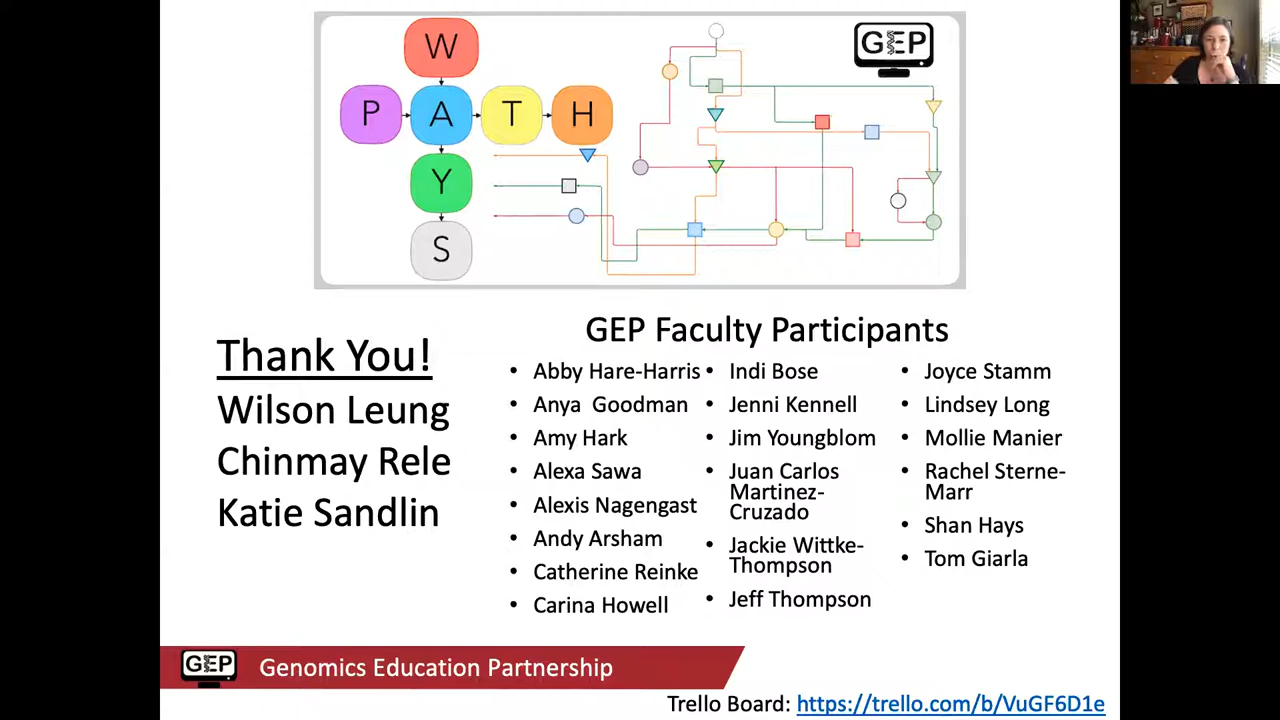 W
P A T H
Y
S
GEP
Thank You!
Wilson Leung
Chinmay Rele
Katie Sandlin
GEP Faculty Participants
• Abby Hare-Harris
• Anya Goodman
• Amy Hark
• Alexa Sawa
• Alexis Nagengast
• Andy Arsham
• Catherine Reinke
• Carina Howell
• Indi Bose
• Jenni Kennell
• Jim Youngblom
• Juan Carlos
Martinez-
Cruzado
• Jackie Wittke-
Thompson
• Jeff Thompson
• Joyce Stamm
• Lindsey Long
• Mollie Manier
• Rachel Sterne-
Marr
• Shan Hays
• Tom Giarla
GEP Genomics Education Partnership
Trello Board: https://trello.com/b/VuGF6D1e